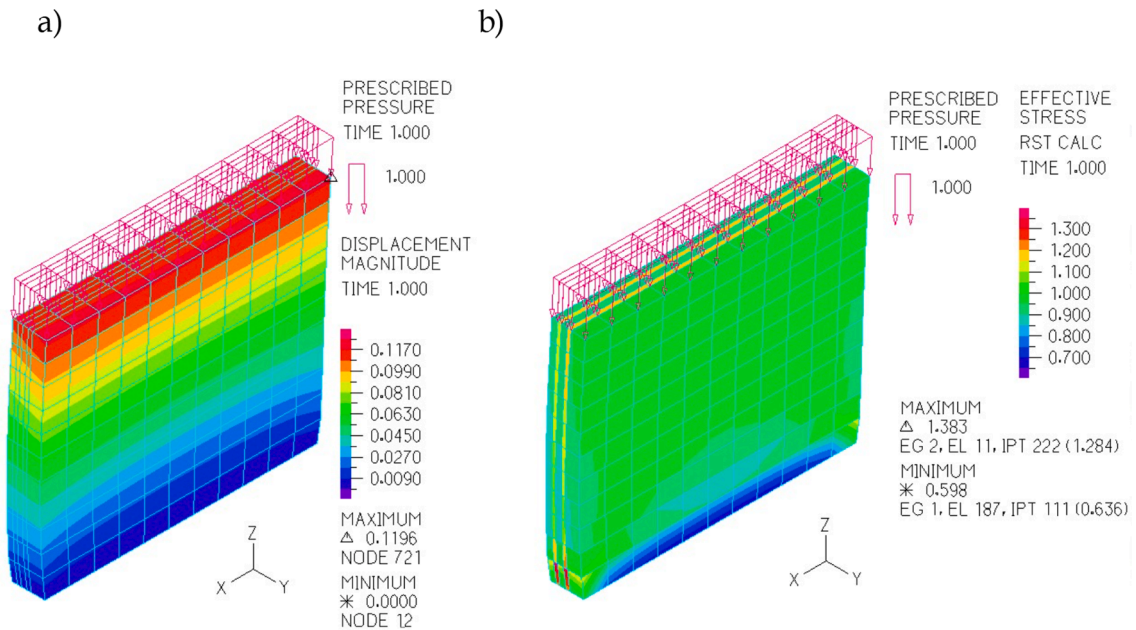 a)
PRESCRIBED
PRESSURE
TIME 1.000
1.000
DISPLACEMENT
MAGNITUDE
TIME 1.000
0.1170
0.0990
0.0810
0.0630
0.0450
0.0270
0.0090
MAXIMUM
△ 0.1196
NODE 721
MINIMUM
* 0.0000
NODE 12
Z
X
Y
b)
PRESCRIBED
PRESSURE
TIME 1.000
1.000
EFFECTIVE
STRESS
RST CALC
TIME 1.000
1.300
1.200
1.100
1.000
0.900
0.800
0.700
MAXIMUM
△ 1.383
EG 2, EL 11, IPT 222 (1.284)
MINIMUM
* 0.598
EG 1, EL 187, IPT 111 (0.636)
Z
X
Y